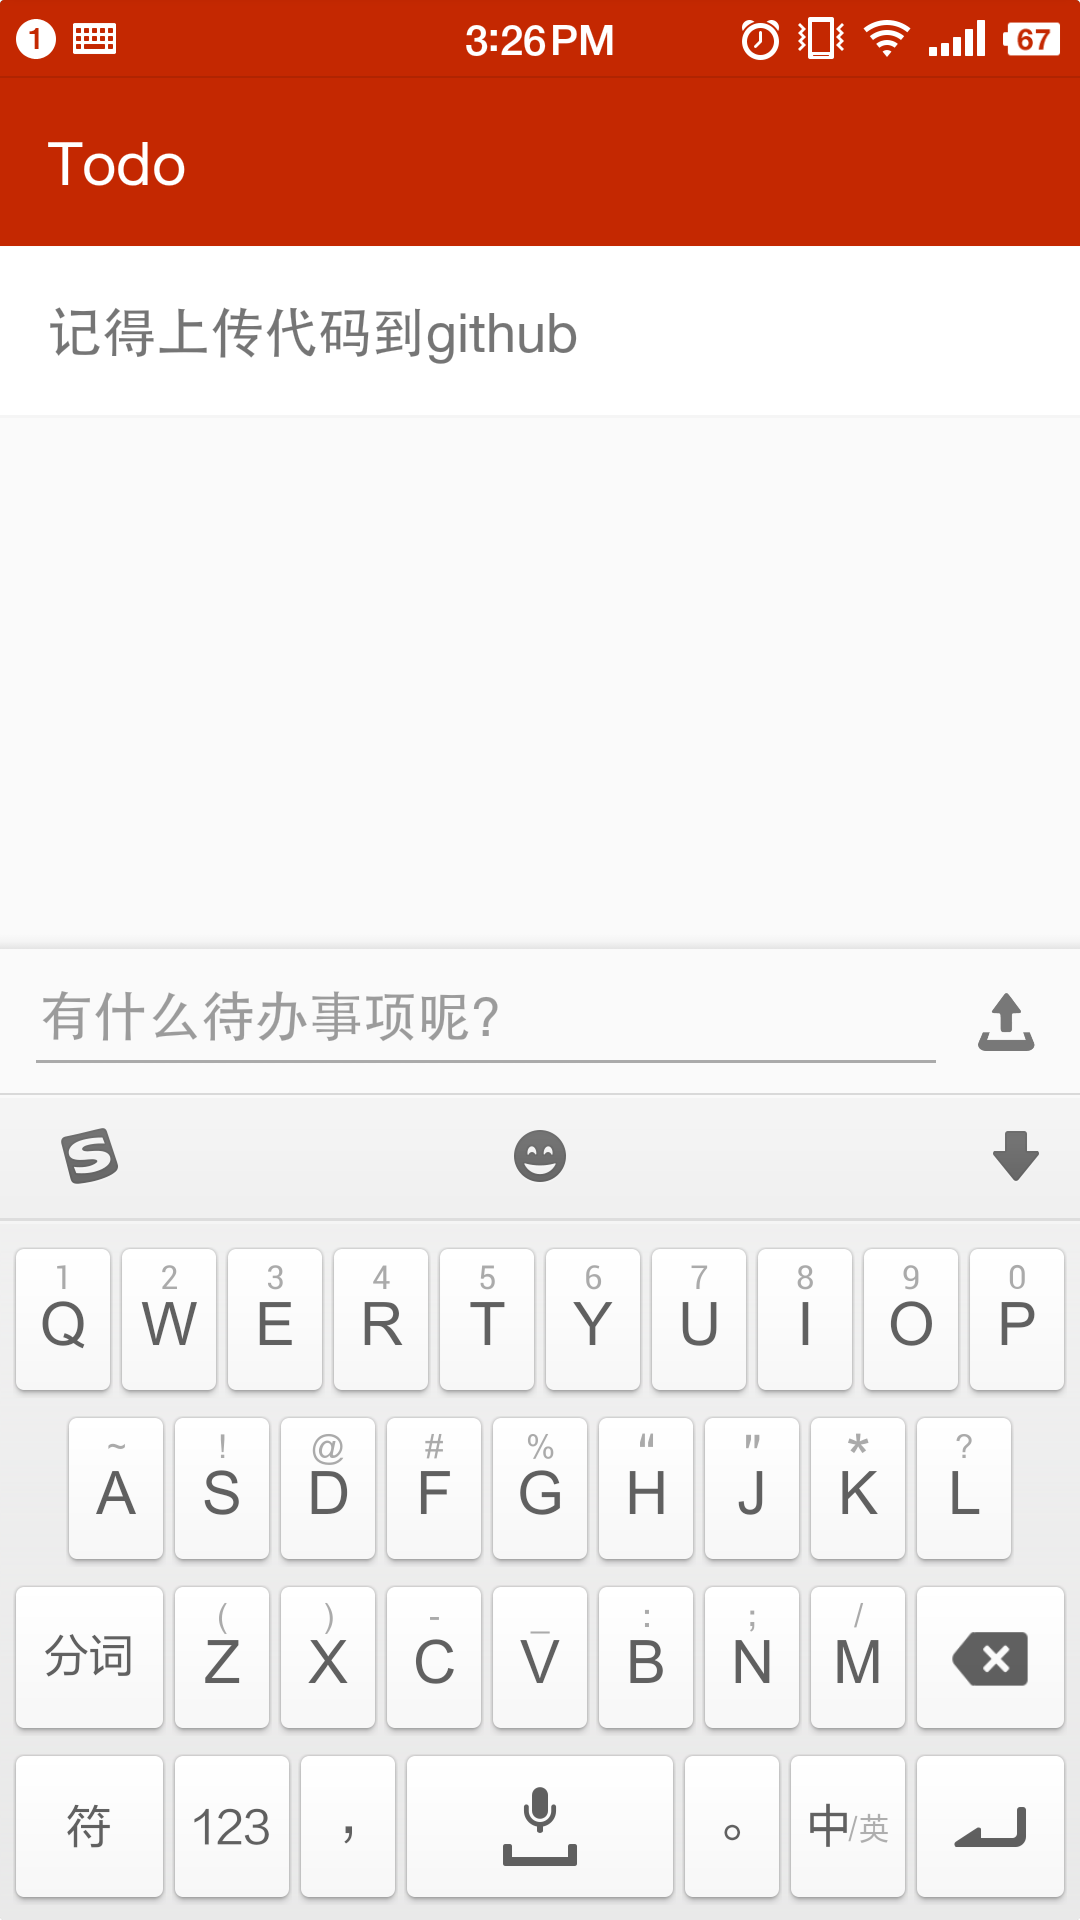 1 3:26PM 67
Todo
记得上传代码到github
有什么待办事项呢?
1 2 3 4 5 6 7 8 9 0
Q W E R T Y U I O P
~ ! @ # % “ " * ?
A S D F G H J K L
( ) - _ : ; /
分词 Z X C V B N M
符 123 , 。 中/英